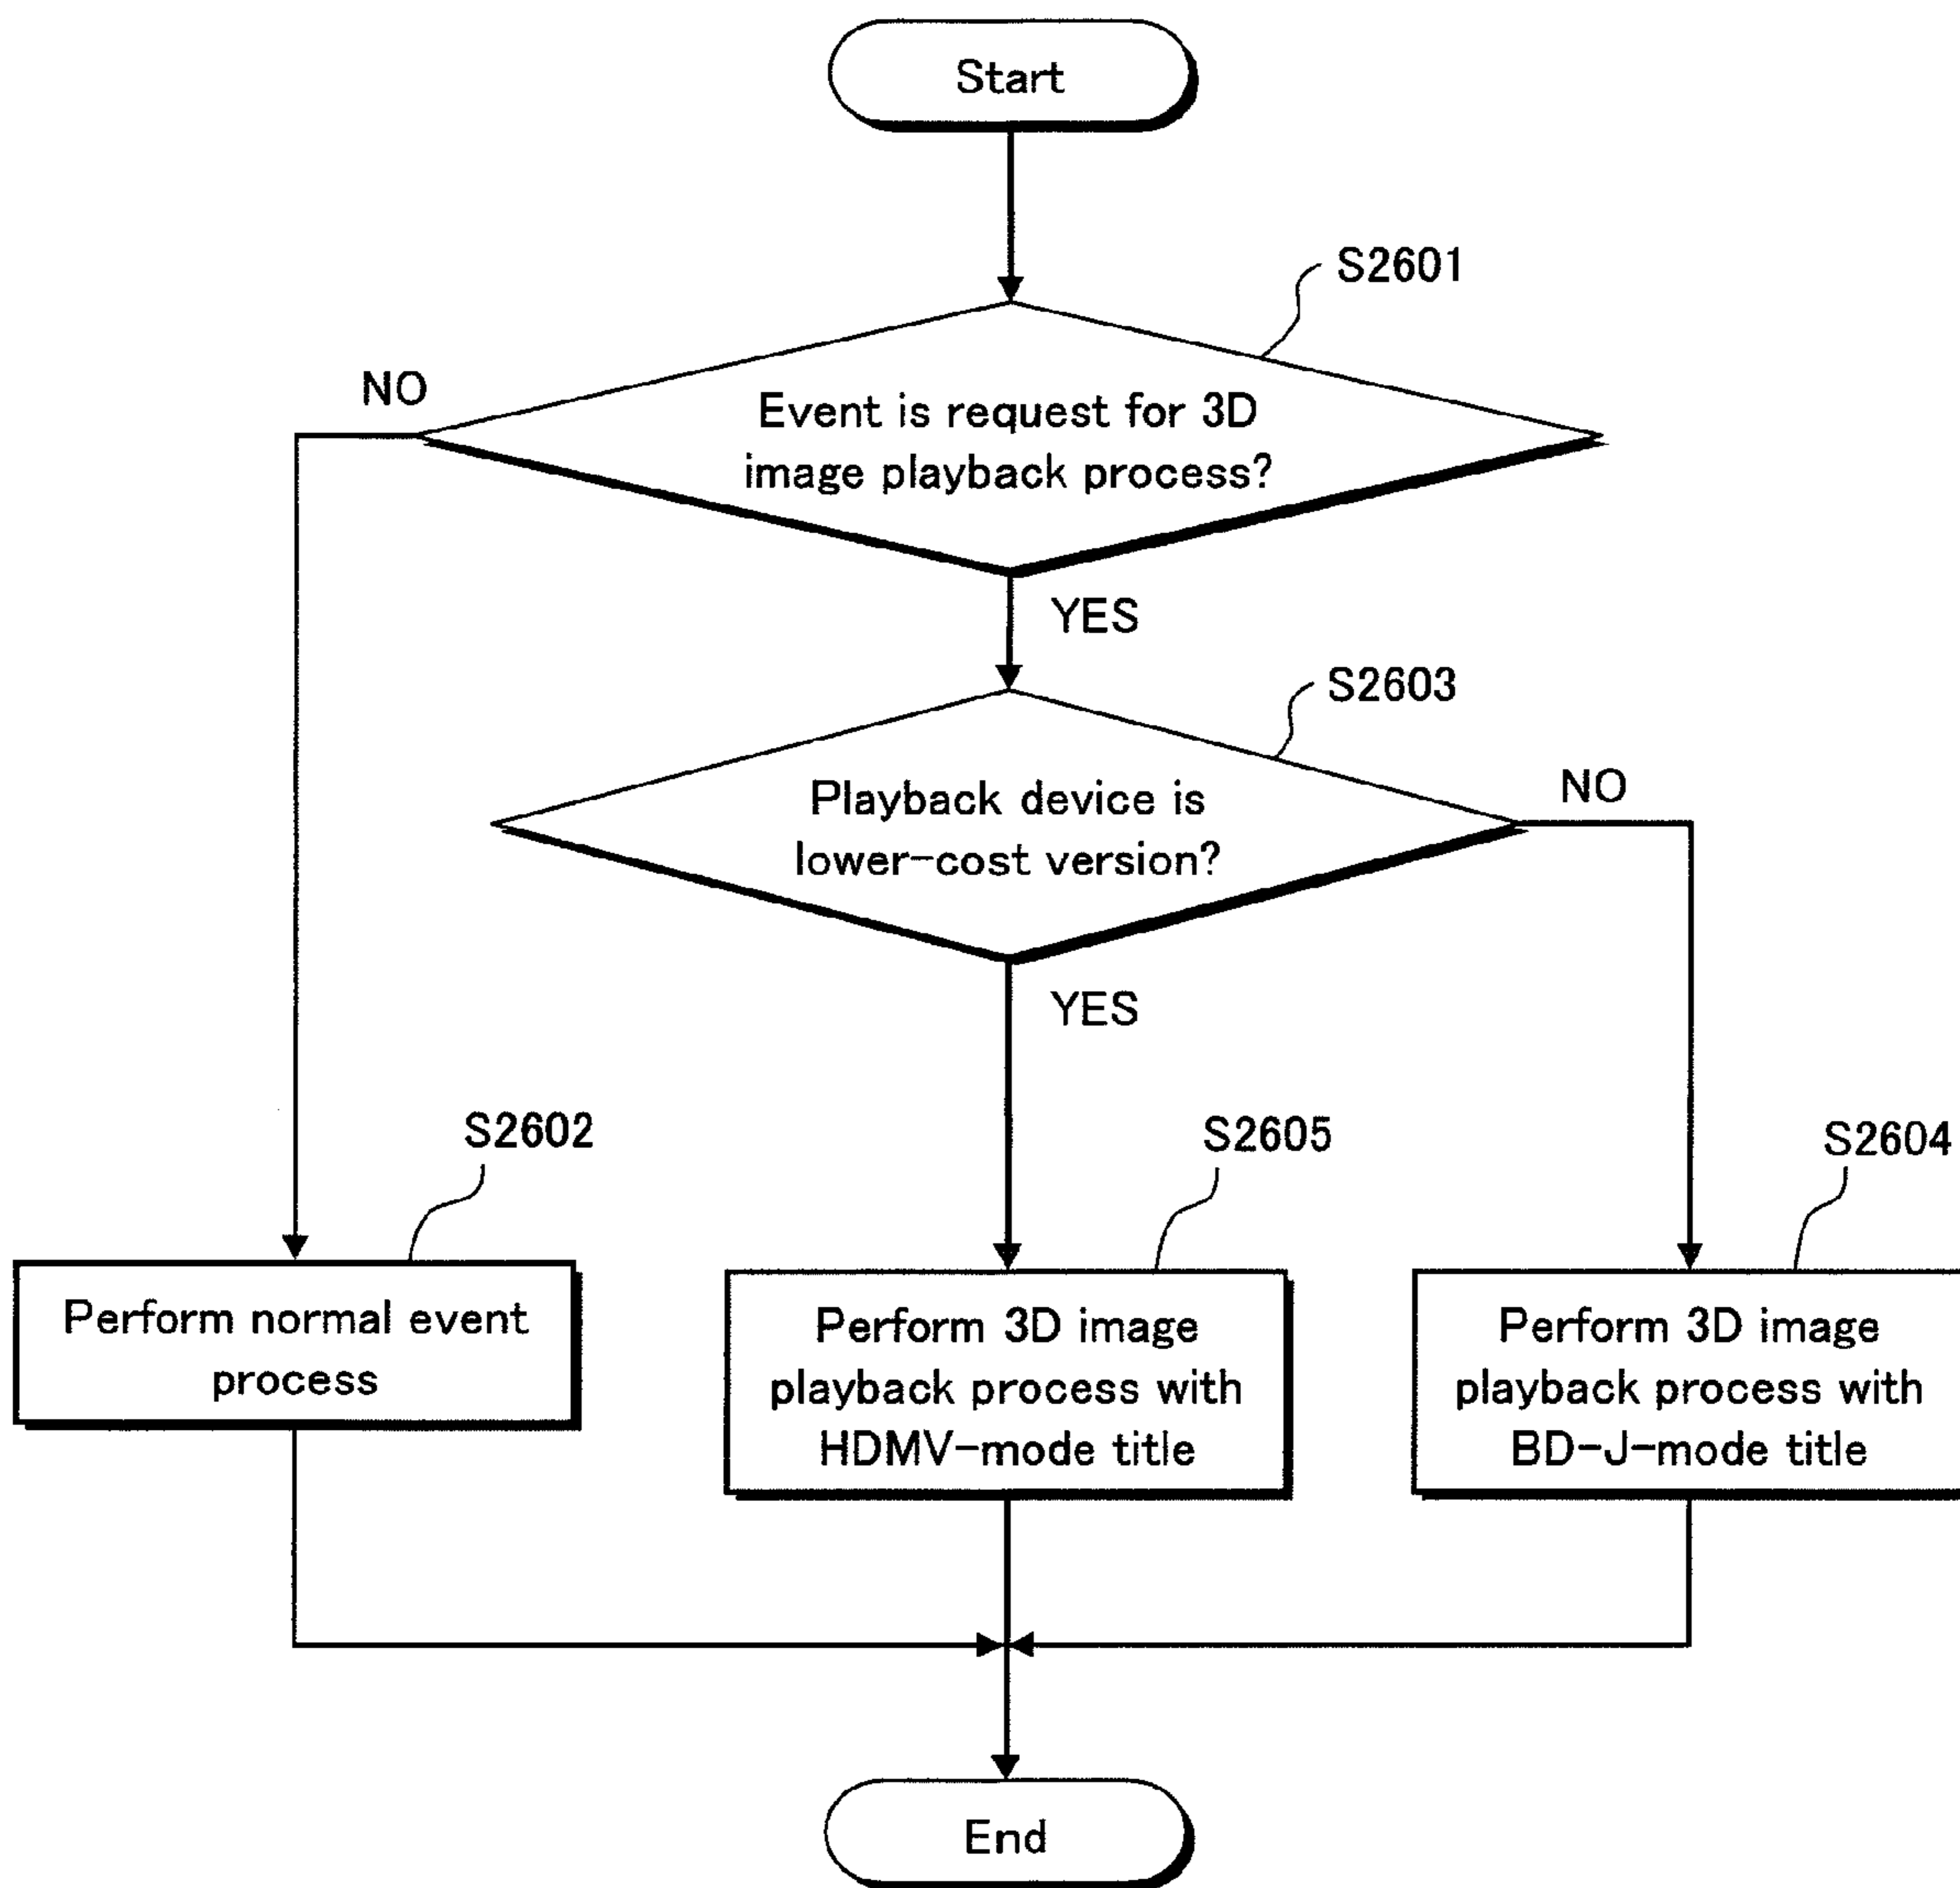 Start
S2601
NO
Event is request for 3D
image playback process?
YES
S2603
Playback device is
lower-cost version?
NO
YES
S2602
S2605
S2604
Perform normal event
process
Perform 3D image
playback process with
HDMV-mode title
Perform 3D image
playback process with
BD-J-mode title
End